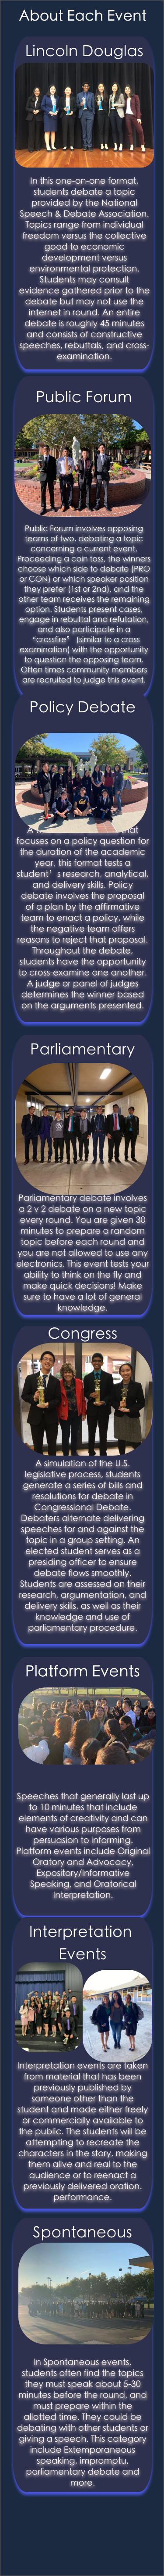 About Each Event
Lincoln Douglas
In this one-on-one format,
students debate a topic
provided by the National
Speech & Debate Association.
Topics range from individual
freedom versus the collective
good to economic
development versus
environmental protection.
Students may consult
evidence gathered prior to the
debate but may not use the
internet in round. An entire
debate is roughly 45 minutes
and consists of constructive
speeches, rebuttals, and cross-
examination.
Public Forum
Public Forum involves opposing
teams of two, debating a topic
concerning a current event.
Proceeding a coin toss, the winners
choose which side to debate (PRO
or CON) or which speaker position
they prefer (1st or 2nd), and the
other team receives the remaining
option. Students present cases,
engage in rebuttal and refutation,
and also participate in a
“crossfire” (similar to a cross
examination) with the opportunity
to question the opposing team.
Often times community members
are recruited to judge this event.
Policy Debate
A that
focuses on a policy question for
the duration of the academic
year, this format tests a
student’s research, analytical,
and delivery skills. Policy
debate involves the proposal
of a plan by the affirmative
team to enact a policy, while
the negative team offers
reasons to reject that proposal.
Throughout the debate,
students have the opportunity
to cross-examine one another.
A judge or panel of judges
determines the winner based
on the arguments presented.
Parliamentary
Parliamentary debate involves
a 2 v 2 debate on a new topic
every round. You are given 30
minutes to prepare a random
topic before each round and
you are not allowed to use any
electronics. This event tests your
ability to think on the fly and
make quick decisions! Make
sure to have a lot of general
knowledge.
Congress
A simulation of the U.S.
legislative process, students
generate a series of bills and
resolutions for debate in
Congressional Debate.
Debaters alternate delivering
speeches for and against the
topic in a group setting. An
elected student serves as a
presiding officer to ensure
debate flows smoothly.
Students are assessed on their
research, argumentation, and
delivery skills, as well as their
knowledge and use of
parliamentary procedure.
Platform Events
Speeches that generally last up
to 10 minutes that include
elements of creativity and can
have various purposes from
persuasion to informing.
Platform events include Original
Oratory and Advocacy,
Expository/Informative
Speaking, and Oratorical
Interpretation.
Interpretation
Events
Interpretation events are taken
from material that has been
previously published by
someone other than the
student and made either freely
or commercially available to
the public. The students will be
attempting to recreate the
characters in the story, making
them alive and real to the
audience or to reenact a
previously delivered oration.
performance.
Spontaneous
In Spontaneous events,
students often find the topics
they must speak about 5-30
minutes before the round, and
must prepare within the
allotted time. They could be
debating with other students or
giving a speech. This category
include Extemporaneous
speaking, impromptu,
parliamentary debate and
more.